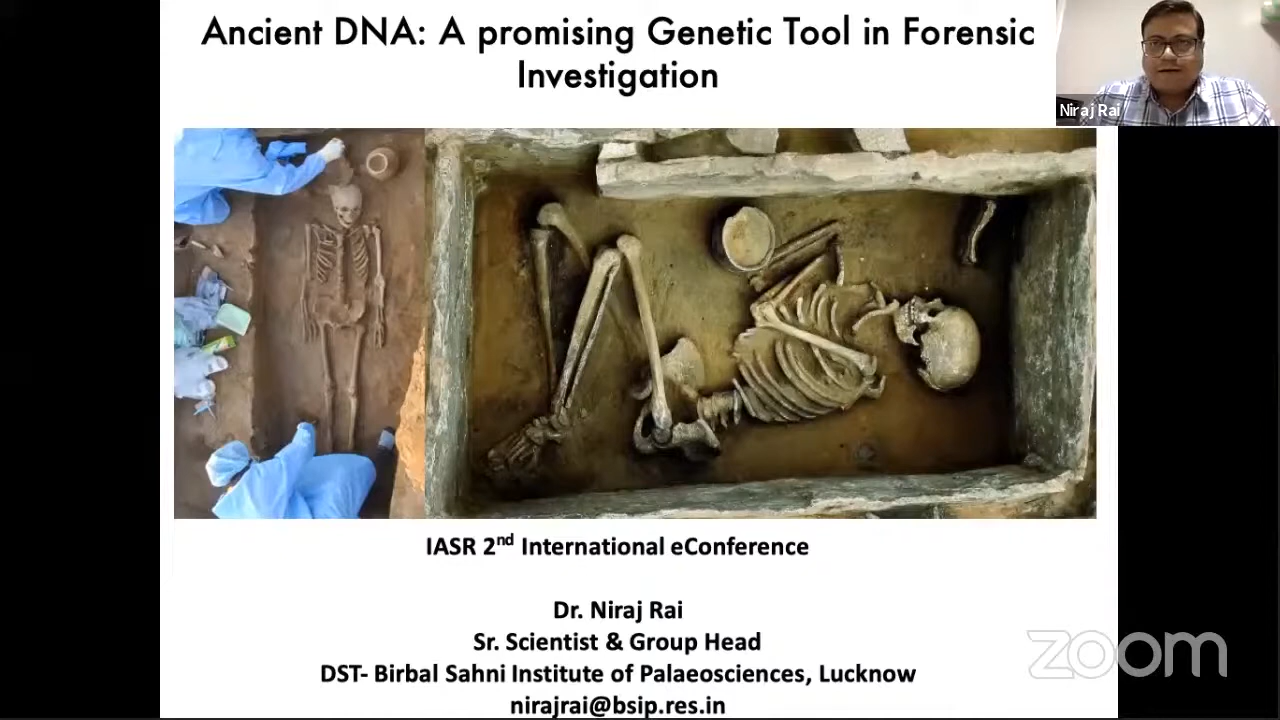 Ancient DNA: A promising Genetic Tool in Forensic
Investigation
Niraj Rai
IASR 2nd International eConference
Dr. Niraj Rai
Sr. Scientist & Group Head
DST- Birbal Sahni Institute of Palaeosciences, Lucknow
nirajrai@bsip.res.in
zoom